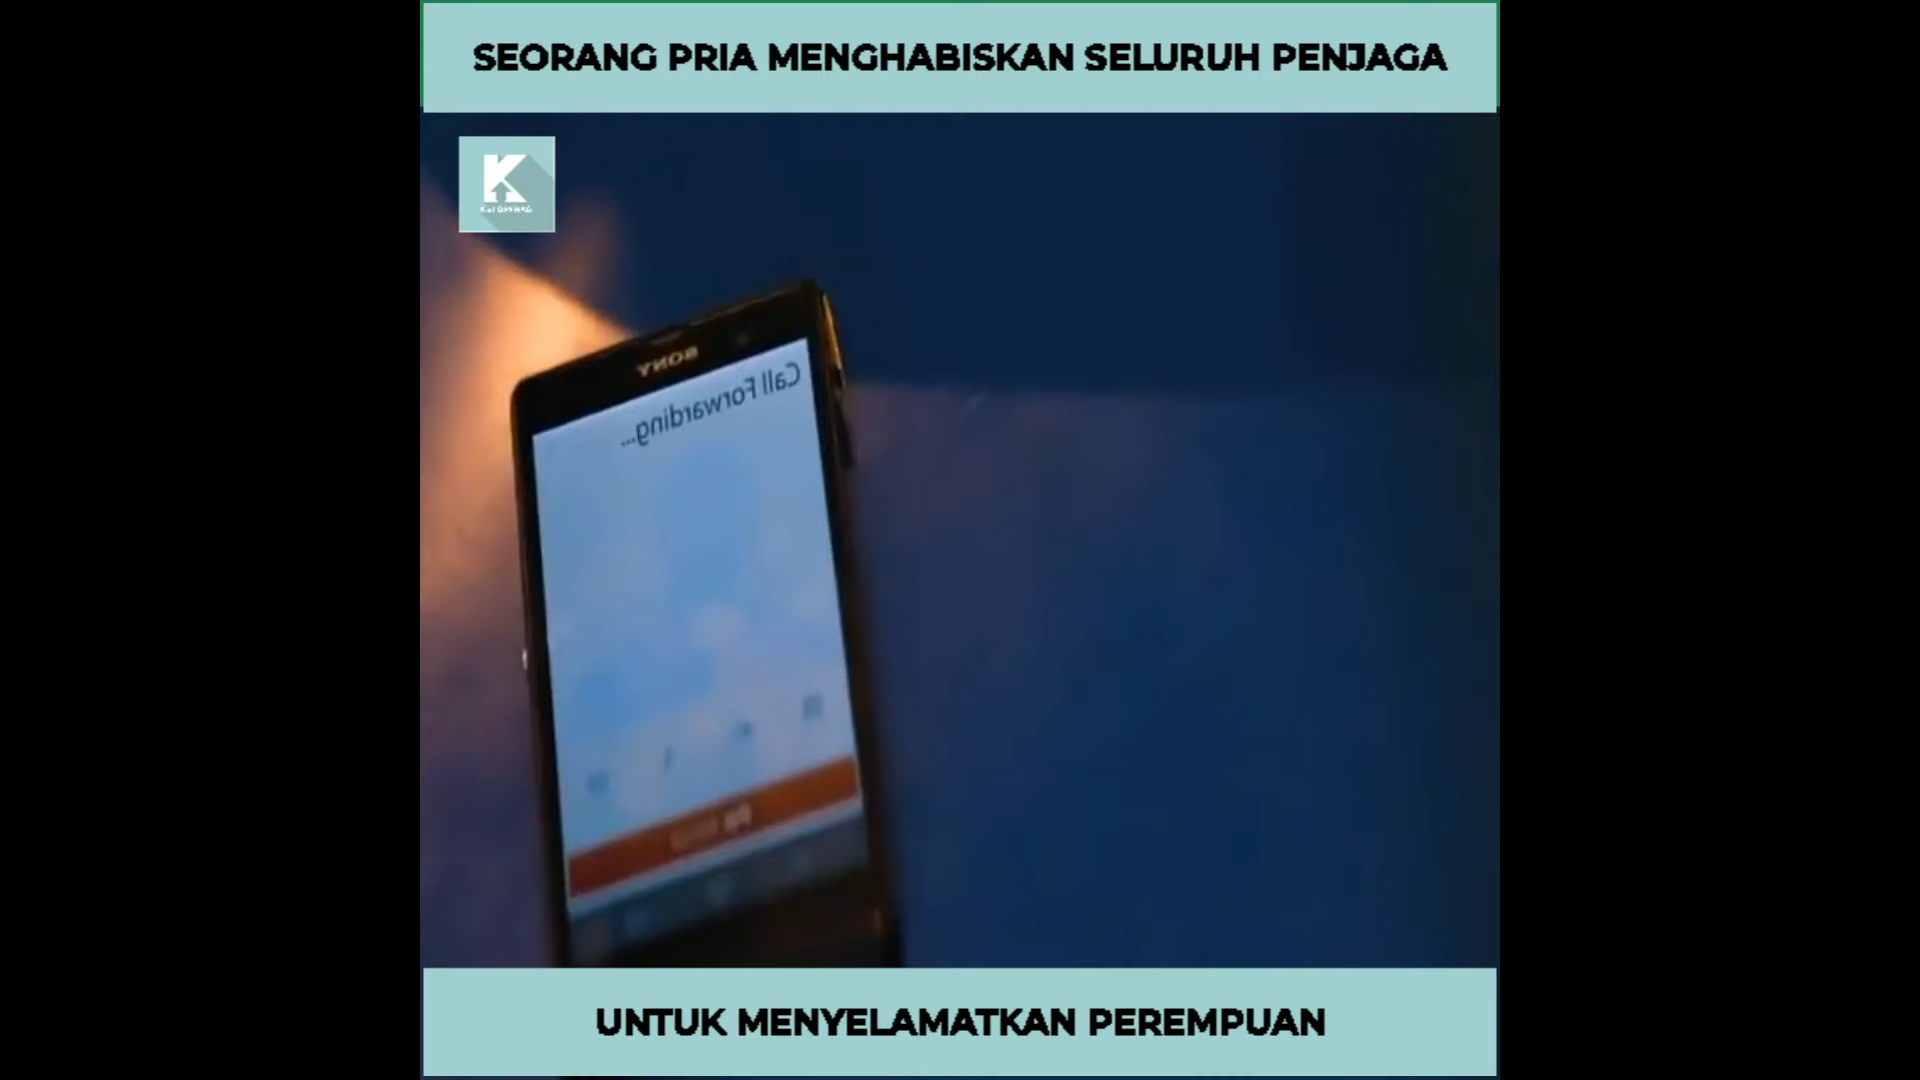 SEORANG PRIA MENGHABISKAN SELURUH PENJAGA
K
SONY
Call Forwarding...
UNTUK MENYELAMATKAN PEREMPUAN